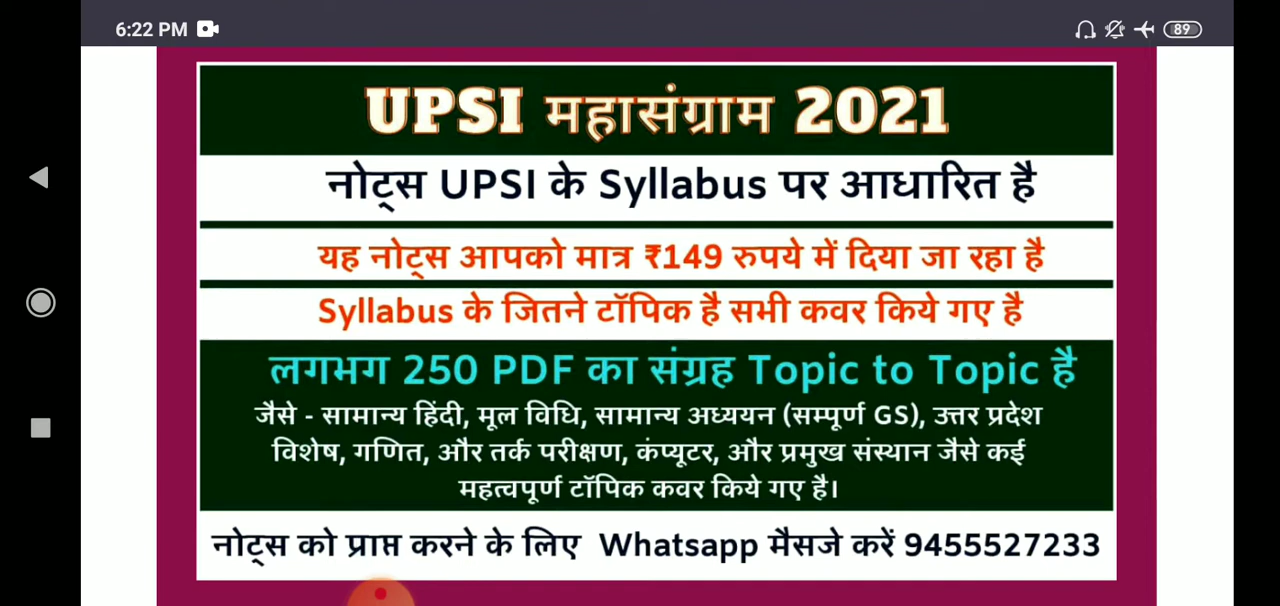 6:22 PM
89
UPSI महासंग्राम 2021
नोट्स UPSI के Syllabus पर आधारित है
यह नोट्स आपको मात्र ₹149 रुपये में दिया जा रहा है
Syllabus के जितने टॉपिक है सभी कवर किये गए है
लगभग 250 PDF का संग्रह Topic to Topic है
जैसे - सामान्य हिंदी, मूल विधि, सामान्य अध्ययन (सम्पूर्ण GS), उत्तर प्रदेश
विशेष, गणित, और तर्क परीक्षण, कंप्यूटर, और प्रमुख संस्थान जैसे कई
महत्वपूर्ण टॉपिक कवर किये गए है।
नोट्स को प्राप्त करने के लिए Whatsapp मैसजे करें 9455527233